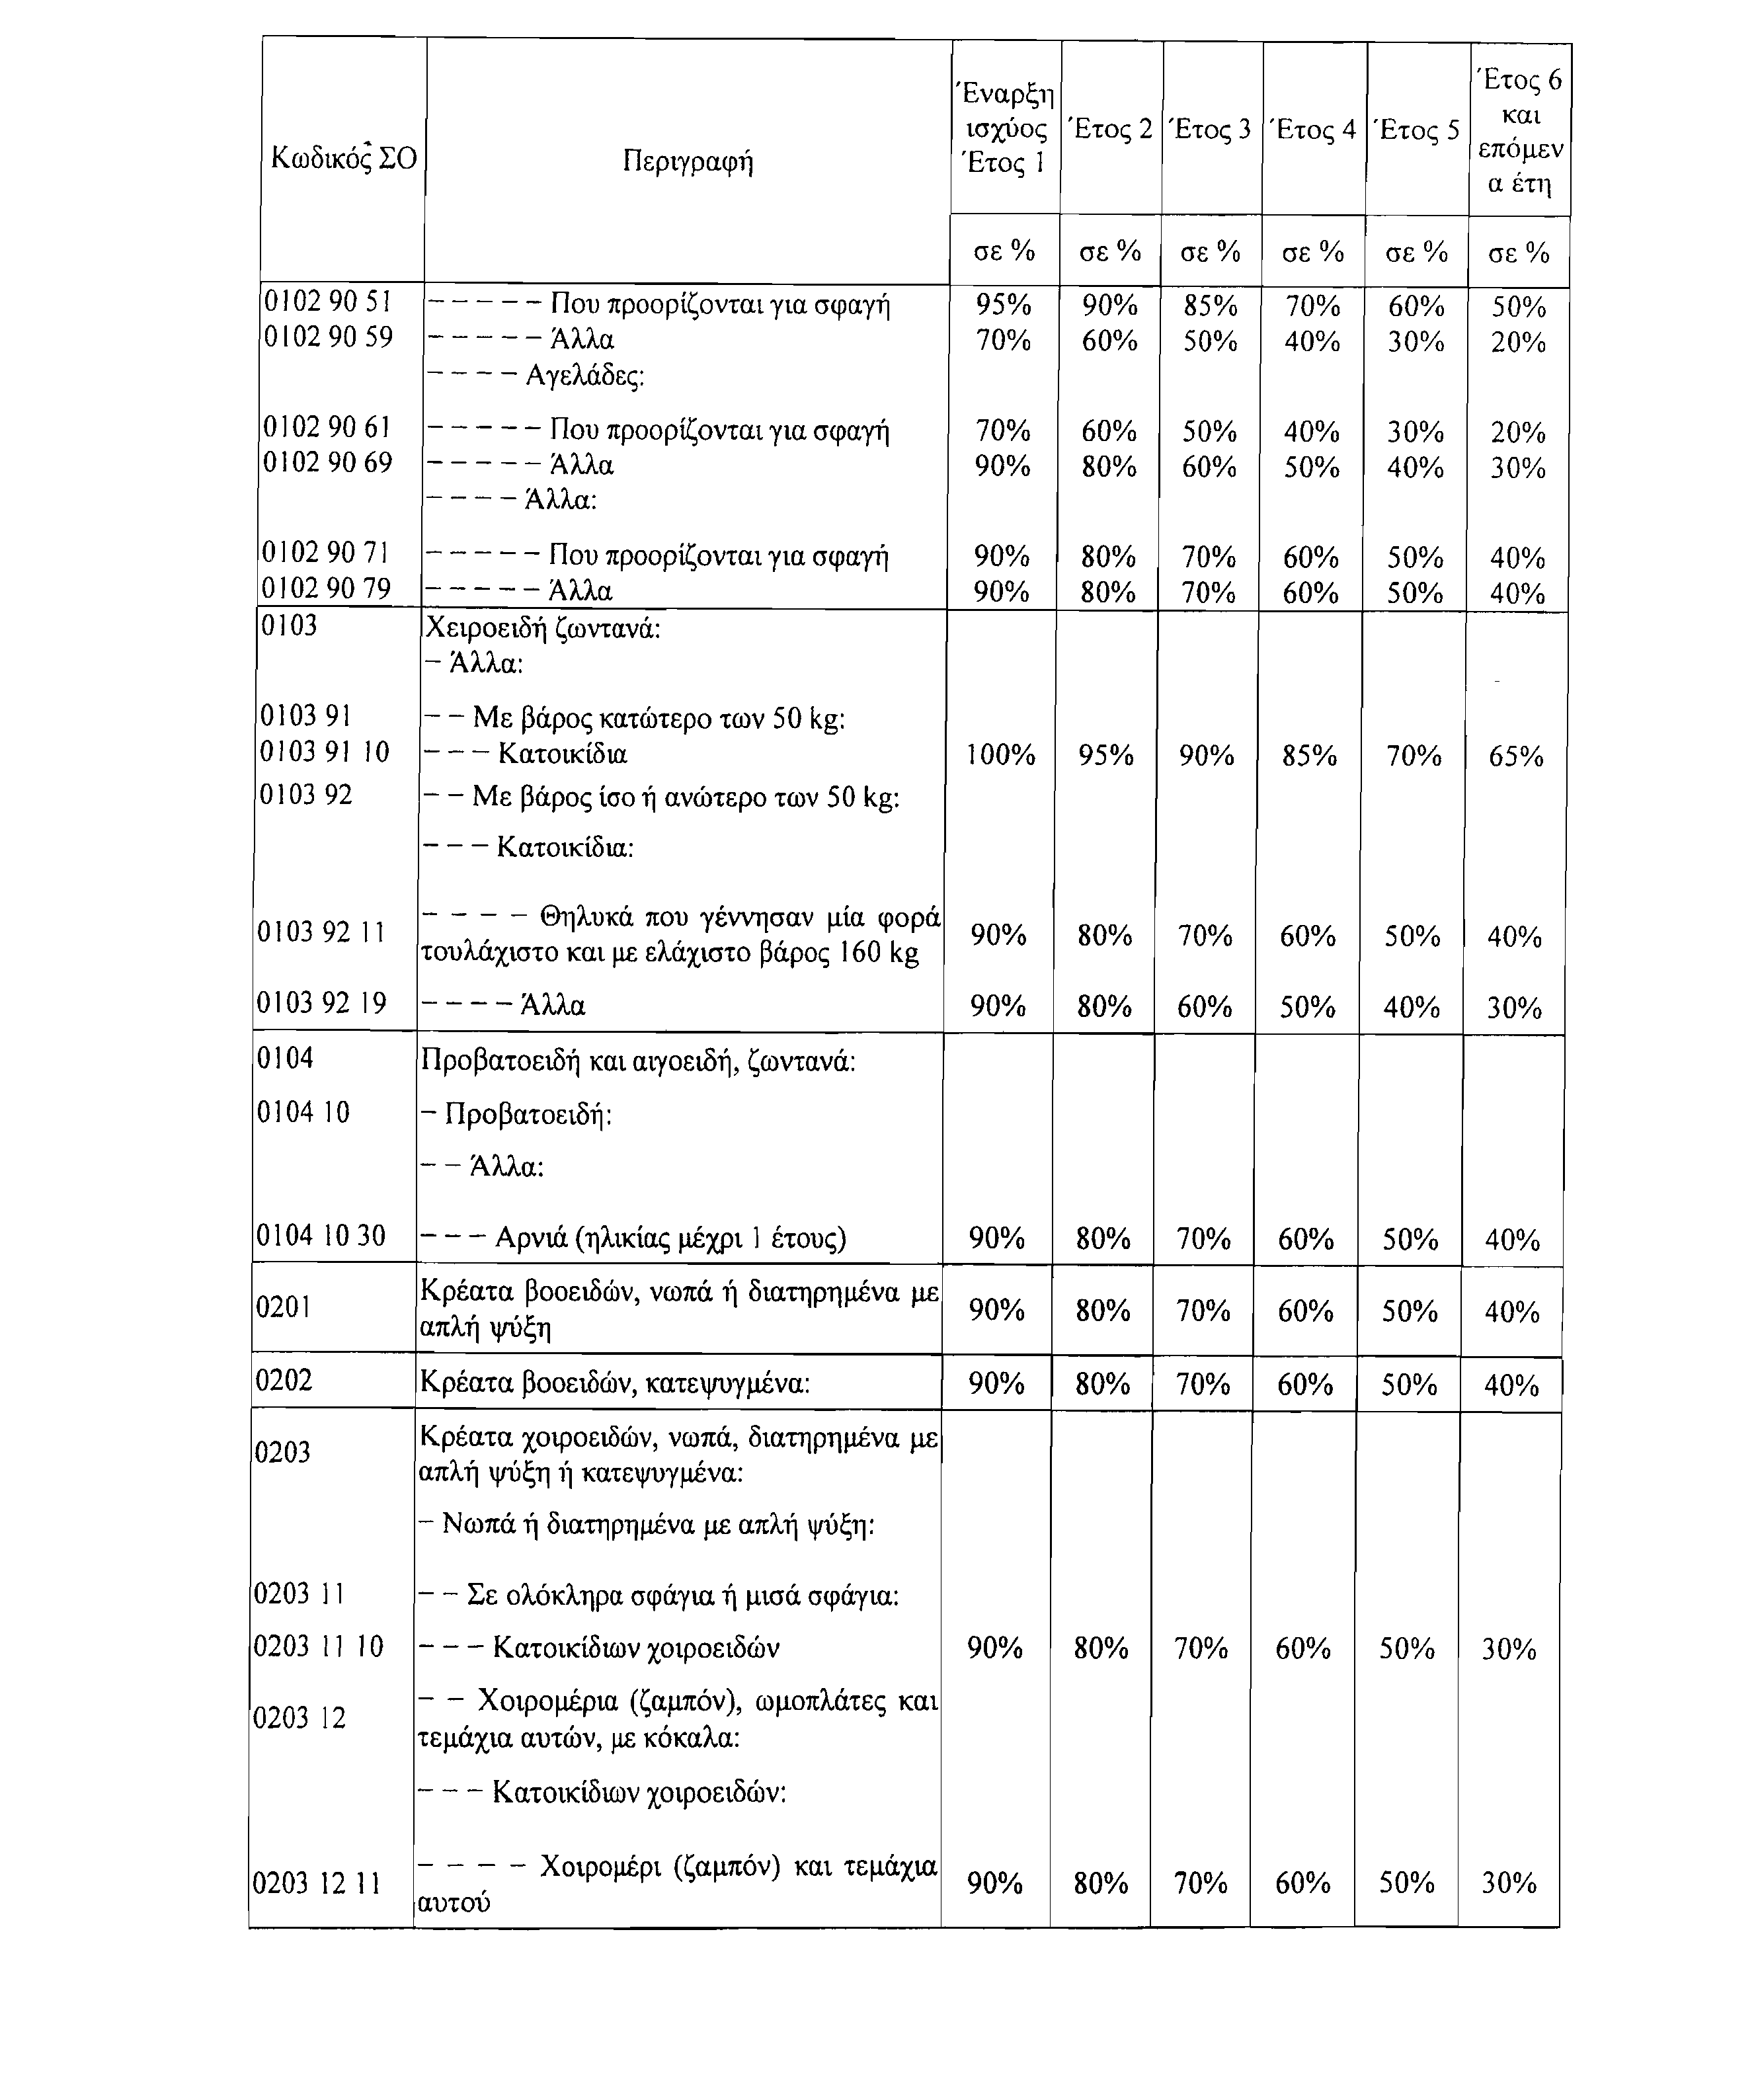 Κωδικός ΣΟ Περιγραφή Έναρξη ισχύος Έτος 1 Έτος 2 Έτος 3 Έτος 4 Έτος 5 Έτος 6 και επόμεν α έτη
σε % σε % σε % σε % σε % σε %
0102 90 51 – – – – – Που προορίζονται για σφαγή 95% 90% 85% 70% 60% 50%
0102 90 59 – – – – – Άλλα 70% 60% 50% 40% 30% 20%
– – – – Αγελάδες:
0102 90 61 – – – – – Που προορίζονται για σφαγή 70% 60% 50% 40% 30% 20%
0102 90 69 – – – – – Άλλα 90% 80% 60% 50% 40% 30%
– – – – Άλλα:
0102 90 71 – – – – – Που προορίζονται για σφαγή 90% 80% 70% 60% 50% 40%
0102 90 79 – – – – – Άλλα 90% 80% 70% 60% 50% 40%
0103 Χειροειδή ζωντανά:
– Άλλα:
0103 91 – – Με βάρος κατώτερο των 50 kg:
0103 91 10 – – – Κατοικίδια 100% 95% 90% 85% 70% 65%
0103 92 – – Με βάρος ίσο ή ανώτερο των 50 kg:
– – – Κατοικίδια:
0103 92 11 – – – – Θηλυκά που γέννησαν μία φορά
τουλάχιστο και με ελάχιστο βάρος 160 kg 90% 80% 70% 60% 50% 40%
0103 92 19 – – – – Άλλα 90% 80% 60% 50% 40% 30%
0104 Προβατοειδή και αιγοειδή, ζωντανά:
0104 10 – Προβατοειδή:
– – Άλλα:
0104 10 30 – – – Αρνιά (ηλικίας μέχρι 1 έτους) 90% 80% 70% 60% 50% 40%
0201 Κρέατα βοοειδών, νωπά ή διατηρημένα με
απλή ψύξη 90% 80% 70% 60% 50% 40%
0202 Κρέατα βοοειδών, κατεψυγμένα: 90% 80% 70% 60% 50% 40%
0203 Κρέατα χοιροειδών, νωπά, διατηρημένα με
απλή ψύξη ή κατεψυγμένα:
– Νωπά ή διατηρημένα με απλή ψύξη:
0203 11 – – Σε ολόκληρα σφάγια ή μισά σφάγια:
0203 11 10 – – – Κατοικίδιων χοιροειδών 90% 80% 70% 60% 50% 30%
0203 12 – – Χοιρομέρια (ζαμπόν), ωμοπλάτες και
τεμάχια αυτών, με κόκαλα:
– – – Κατοικίδιων χοιροειδών:
0203 12 11 – – – – Χοιρομέρι (ζαμπόν) και τεμάχια
αυτού 90% 80% 70% 60% 50% 30%